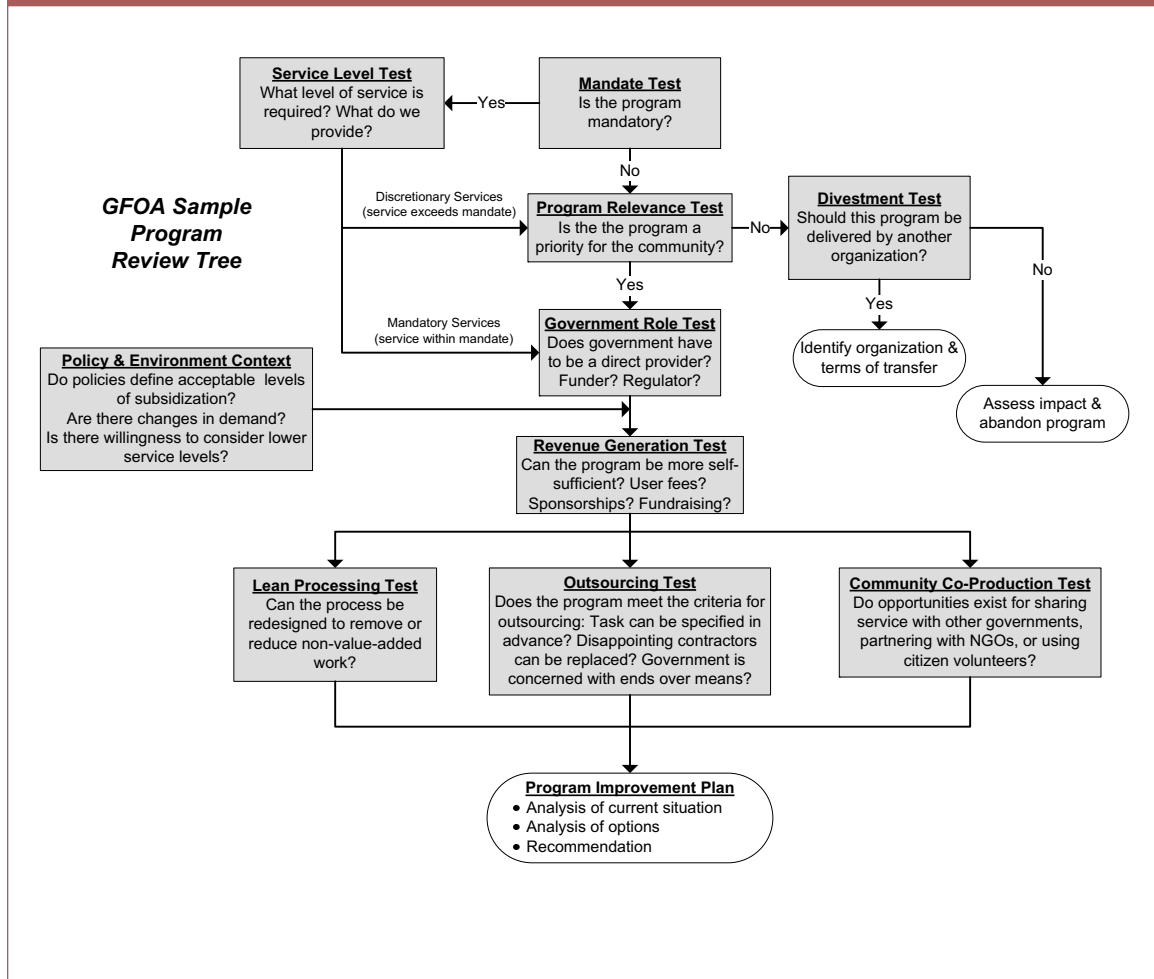 Service Level Test
What level of service is
required? What do we
provide?
Yes
Mandate Test
Is the program
mandatory?
No
GFOA Sample
Program
Review Tree
Discretionary Services
(service exceeds mandate)
Program Relevance Test
Is the the program a
priority for the community?
No
Divestment Test
Should this program be
delivered by another
organization?
No
Yes
Yes
Identify organization &
terms of transfer
Assess impact &
abandon program
Mandatory Services
(service within mandate)
Government Role Test
Does government have
to be a direct provider?
Funder? Regulator?
Policy & Environment Context
Do policies define acceptable levels
of subsidization?
Are there changes in demand?
Is there willingness to consider lower
service levels?
Revenue Generation Test
Can the program be more self-
sufficient? User fees?
Sponsorships? Fundraising?
Lean Processing Test
Can the process be
redesigned to remove or
reduce non-value-added
work?
Outsourcing Test
Does the program meet the criteria for
outsourcing: Task can be specified in
advance? Disappointing contractors
can be replaced? Government is
concerned with ends over means?
Community Co-Production Test
Do opportunities exist for sharing
service with other governments,
partnering with NGOs, or using
citizen volunteers?
Program Improvement Plan
• Analysis of current situation
• Analysis of options
• Recommendation